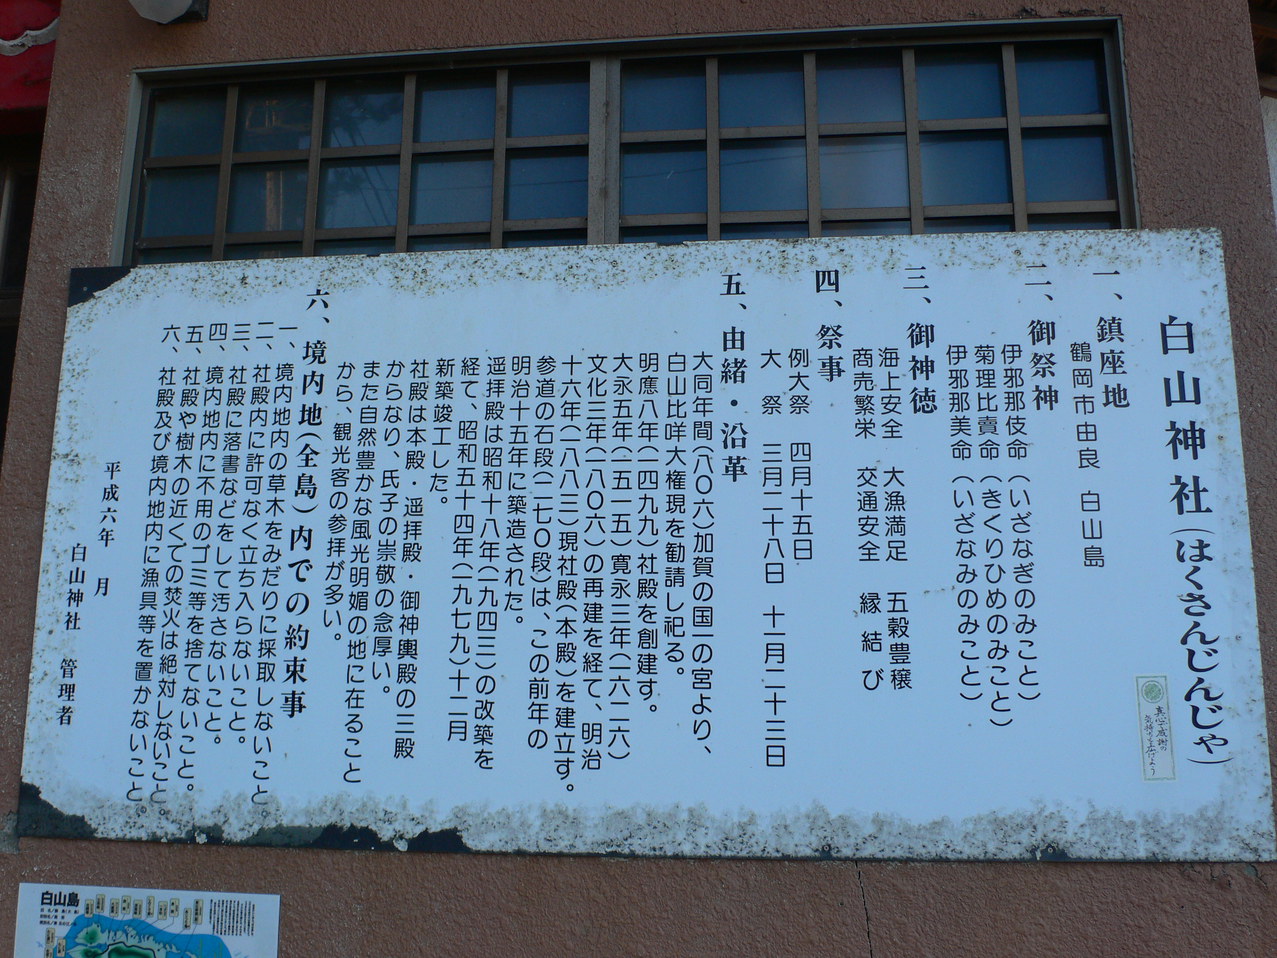 白山神社(はくさんじんじゃ)
一、鎮座地
鶴岡市由良 白山島
二、御祭神
伊邪那岐命(いざなぎのみこと)
菊理比賣命(きくりひめのみこと)
伊邪那美命(いざなみのみこと)
三、御神徳
海上安全 大漁満足 五穀豊穣
商売繁栄 交通安全 縁結び
四、祭事
例大祭 四月十五日
大祭 三月二十八日 十一月二十三日
五、由緒・沿革
大同年間(八〇六)加賀の国一の宮より、
白山比咩大権現を勧請し祀る。
明應八年(一四九九)社殿を創建す。
大永五年(一五一五)寛永三年(一六二六)
文化三年(一八〇六)の再建を経て、明治
十六年(一八八三)現社殿(本殿)を建立す。
参道の石段(二七〇段)は、この前年の
明治十五年に築造された。
遥拝殿は昭和十八年(一九四三)の改築を
経て、昭和五十四年(一九七九)十二月
新築竣工した。
社殿は本殿・遥拝殿・御神輿殿の三殿
からなり、氏子の崇敬の念厚い。
また自然豊かな風光明媚の地に在ること
から、観光客の参拝が多い。
六、境内地(全島)内での約束事
一、境内地内の草木をみだりに採取しないこと
二、社殿内に許可なく立ち入らないこと。
三、社殿に落書などをして汚さないこと。
四、境内地内に不用のゴミ等を捨てないこと。
五、社殿や樹木の近くでの焚火は絶対しないこと。
六、社殿及び境内地内に漁具等を置かないこと。
平成六年 月
白山神社 管理者
白山島